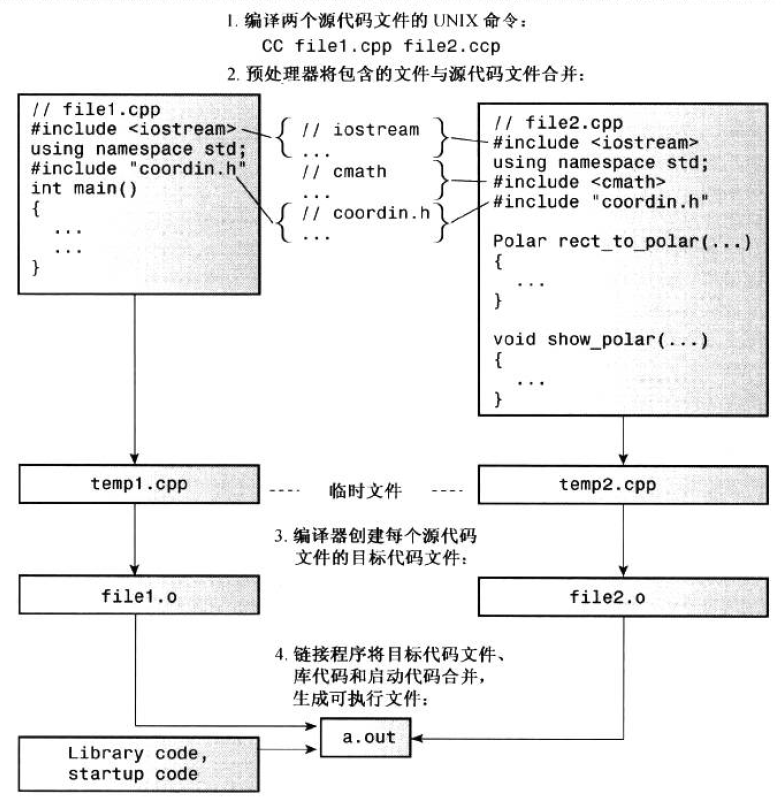 1. 编译两个源代码文件的 UNIX 命令：
CC file1.cpp file2.ccp
2. 预处理器将包含的文件与源代码文件合并：
// file1.cpp
#include <iostream>
using namespace std;
#include "coordin.h"
int main()
{
...
...
}
// iostream
...
// cmath
...
// coordin.h
...
// file2.cpp
#include <iostream>
using namespace std;
#include <cmath>
#include "coordin.h"
Polar rect_to_polar(...)
{
...
}
void show_polar(...)
{
...
}
temp1.cpp
临时文件
temp2.cpp
3. 编译器创建每个源代码
文件的目标代码文件：
file1.o
file2.o
4. 链接程序将目标代码文件、
库代码和启动代码合并，
生成可执行文件：
a.out
Library code,
startup code